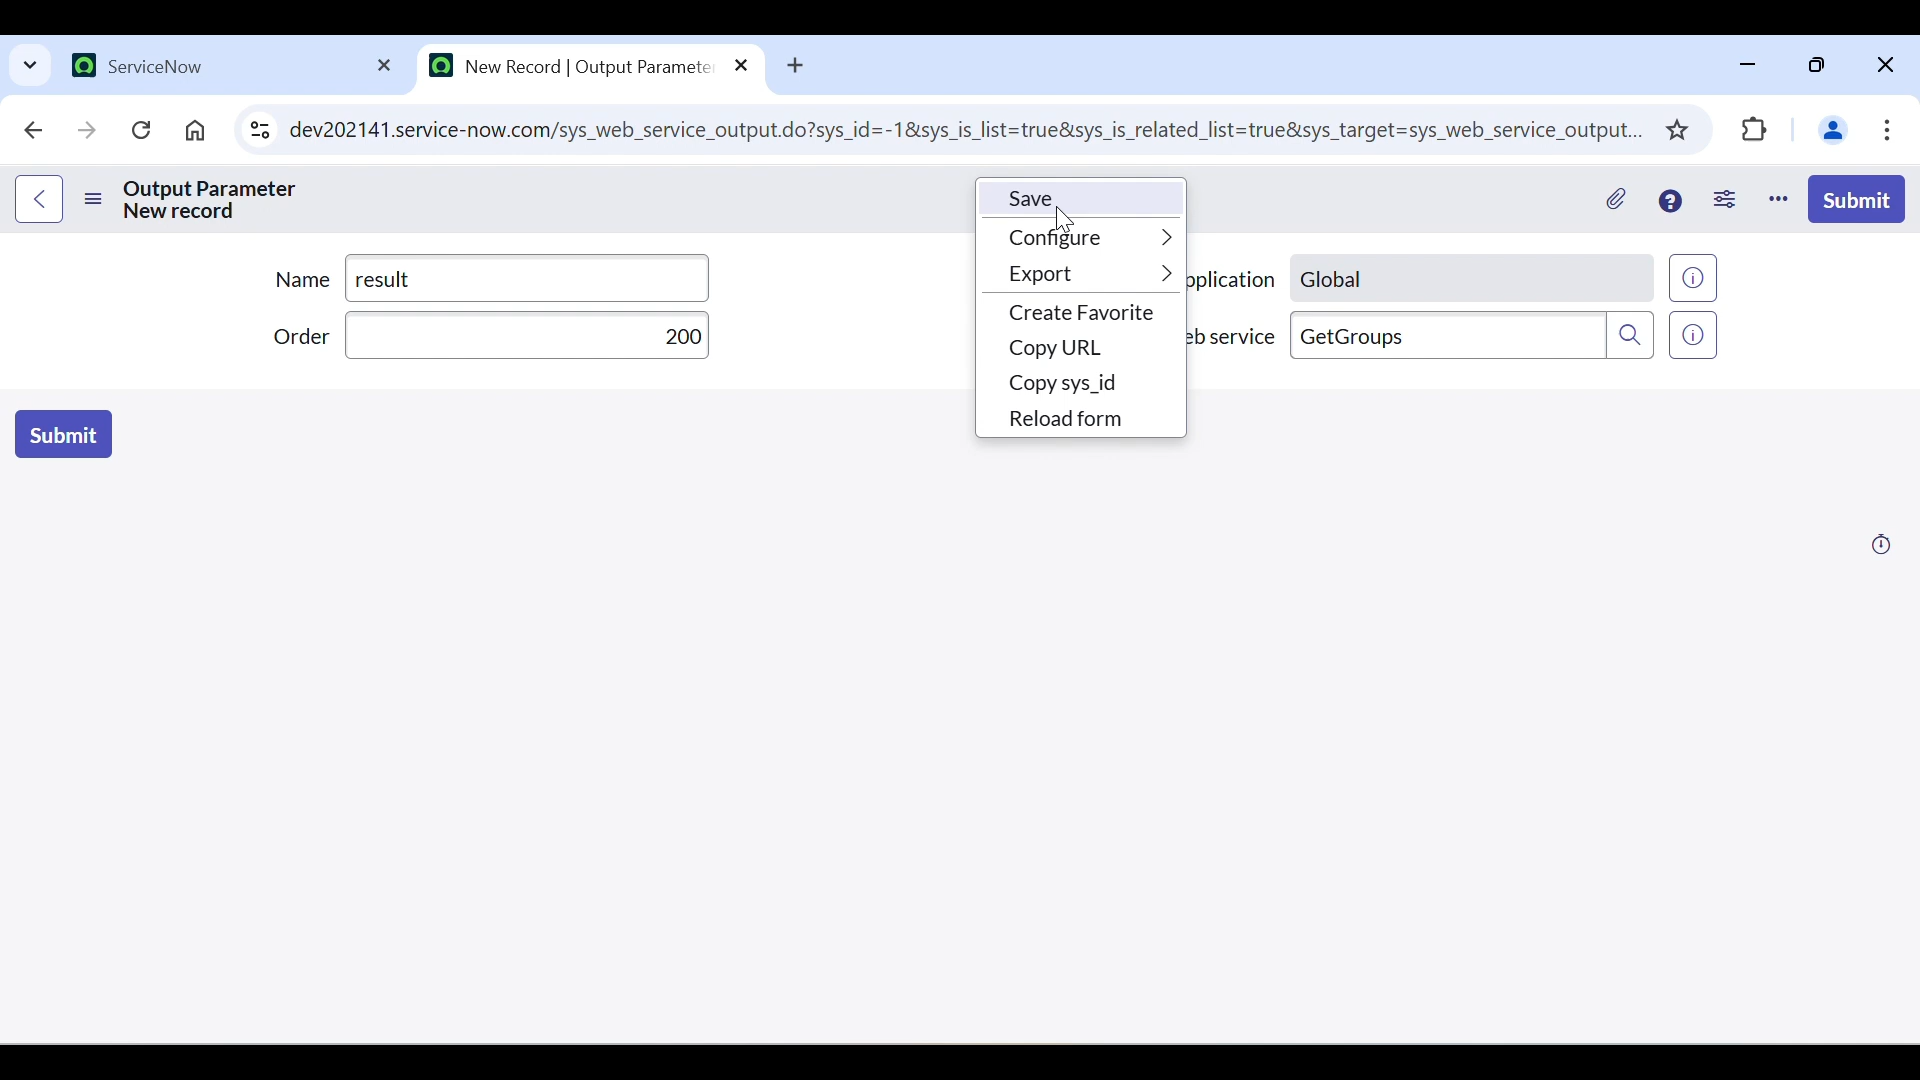 ServiceNow
New Record | Output Parameter
dev202141.service-now.com/sys_web_service_output.do?sys_id=-1&sys_is_list=true&sys_is_related_list=true&sys_target=sys_web_service_output...
Output Parameter
New record
Submit
Save
Configure
Export
Create Favorite
Copy URL
Copy sys_id
Reload form
Name
result
Order
200
pplication
Global
eb service
GetGroups
Submit